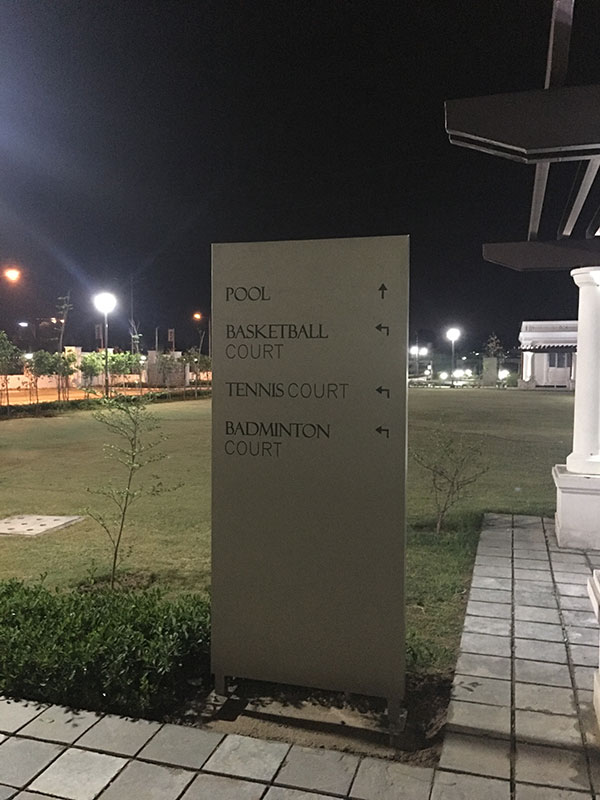 POOL
BASKETBALL
COURT
TENNIS COURT
BADMINTON
COURT